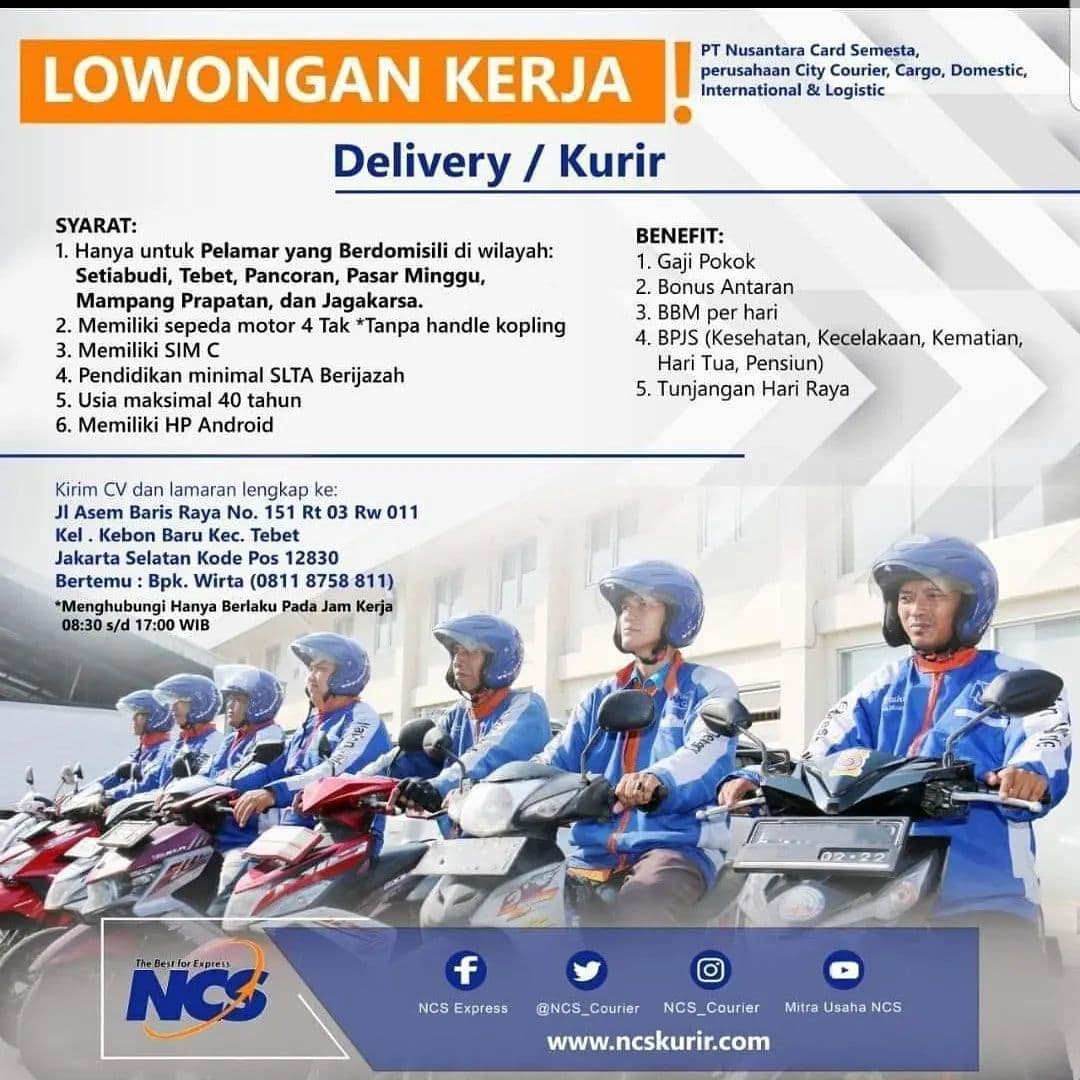 LOWONGAN KERJA !
PT Nusantara Card Semesta,
perusahaan City Courier, Cargo, Domestic,
International & Logistic
Delivery / Kurir
SYARAT:
1. Hanya untuk Pelamar yang Berdomisili di wilayah:
Setiabudi, Tebet, Pancoran, Pasar Minggu,
Mampang Prapatan, dan Jagakarsa.
2. Memiliki sepeda motor 4 Tak *Tanpa handle kopling
3. Memiliki SIM C
4. Pendidikan minimal SLTA Berijazah
5. Usia maksimal 40 tahun
6. Memiliki HP Android
BENEFIT:
1. Gaji Pokok
2. Bonus Antaran
3. BBM per hari
4. BPJS (Kesehatan, Kecelakaan, Kematian,
Hari Tua, Pensiun)
5. Tunjangan Hari Raya
Kirim CV dan lamaran lengkap ke:
Jl Asem Baris Raya No. 151 Rt 03 Rw 011
Kel . Kebon Baru Kec. Tebet
Jakarta Selatan Kode Pos 12830
Bertemu : Bpk. Wirta (0811 8758 811)
*Menghubungi Hanya Berlaku Pada Jam Kerja
08:30 s/d 17:00 WIB
02·22
The Best for Express
NCS
NCS Express
@NCS_Courier
NCS_Courier
Mitra Usaha NCS
www.ncskurir.com